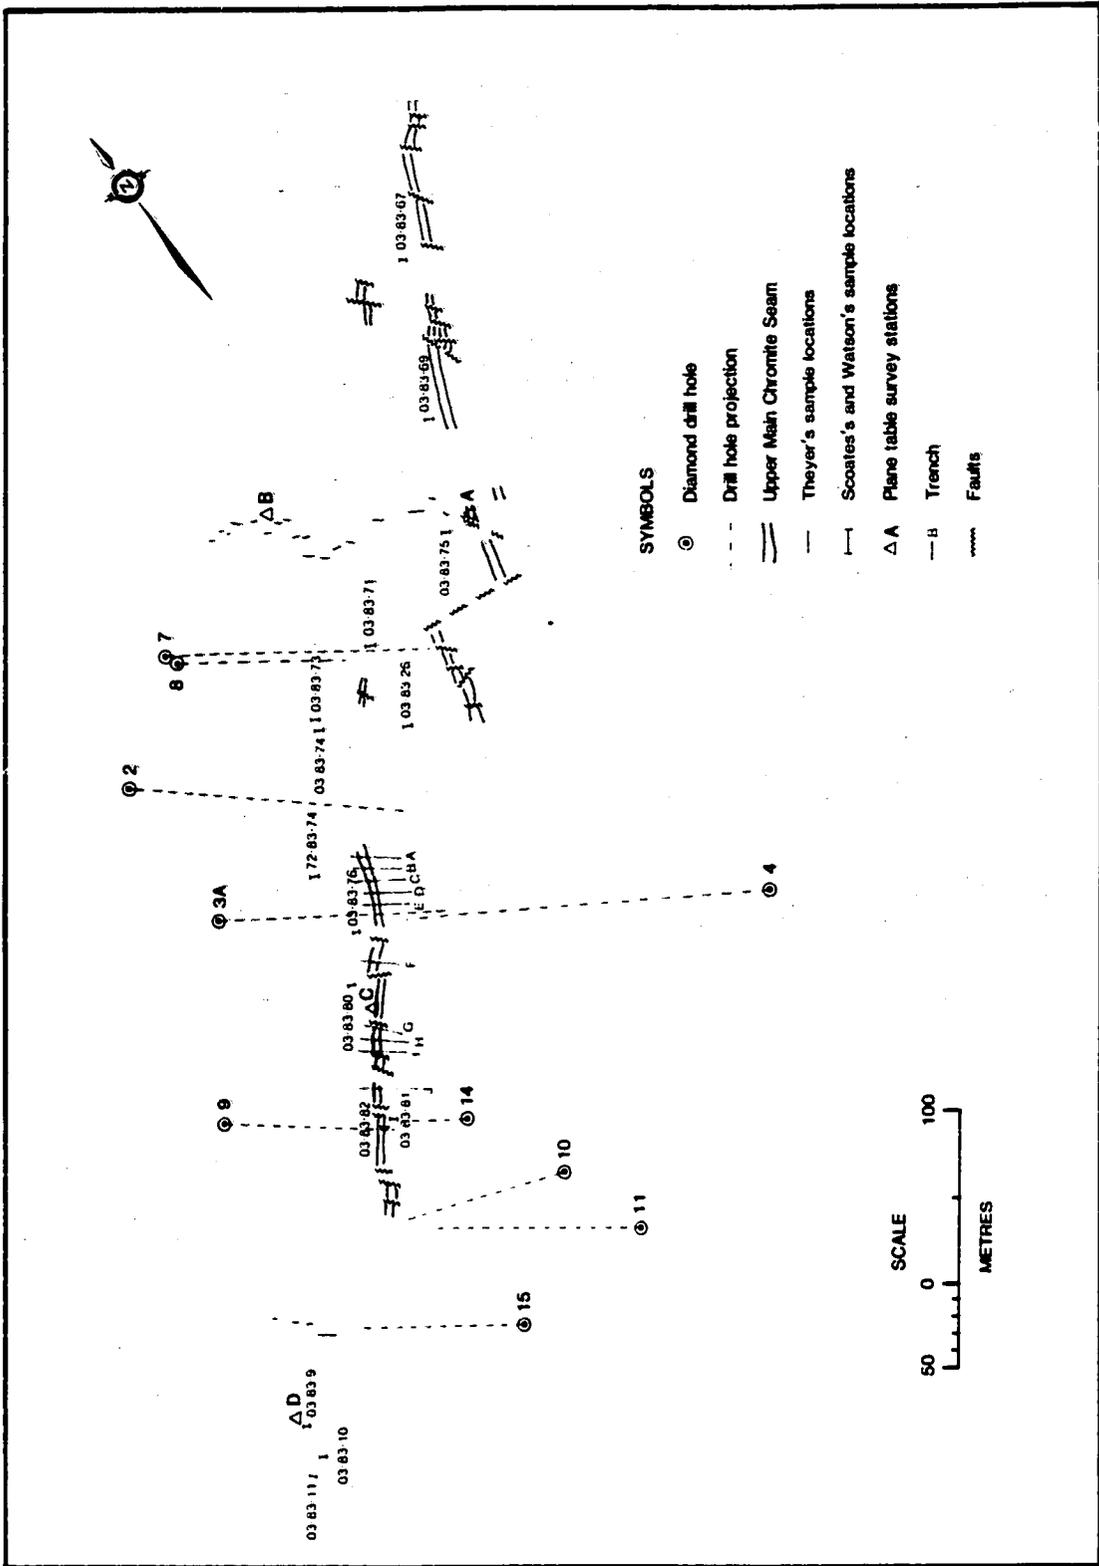 N
03·83·67
03·83·69
B
A
03·83·75
7
8
03·83·71
03·83·73
03 83 26
03 83·74
2
72·83·74
A
B
C
D
E
03·83·76
3A
4
F
03·83·80
C
G
H
I
J
03 83·82
03 83·81
9
14
10
11
15
D
03 83·9
03 83·10
03 83·11
SYMBOLS
Diamond drill hole
Drill hole projection
Upper Main Chromite Seam
Theyer's sample locations
Scoates's and Watson's sample locations
A Plane table survey stations
B Trench
Faults
SCALE
50 0 100
METRES